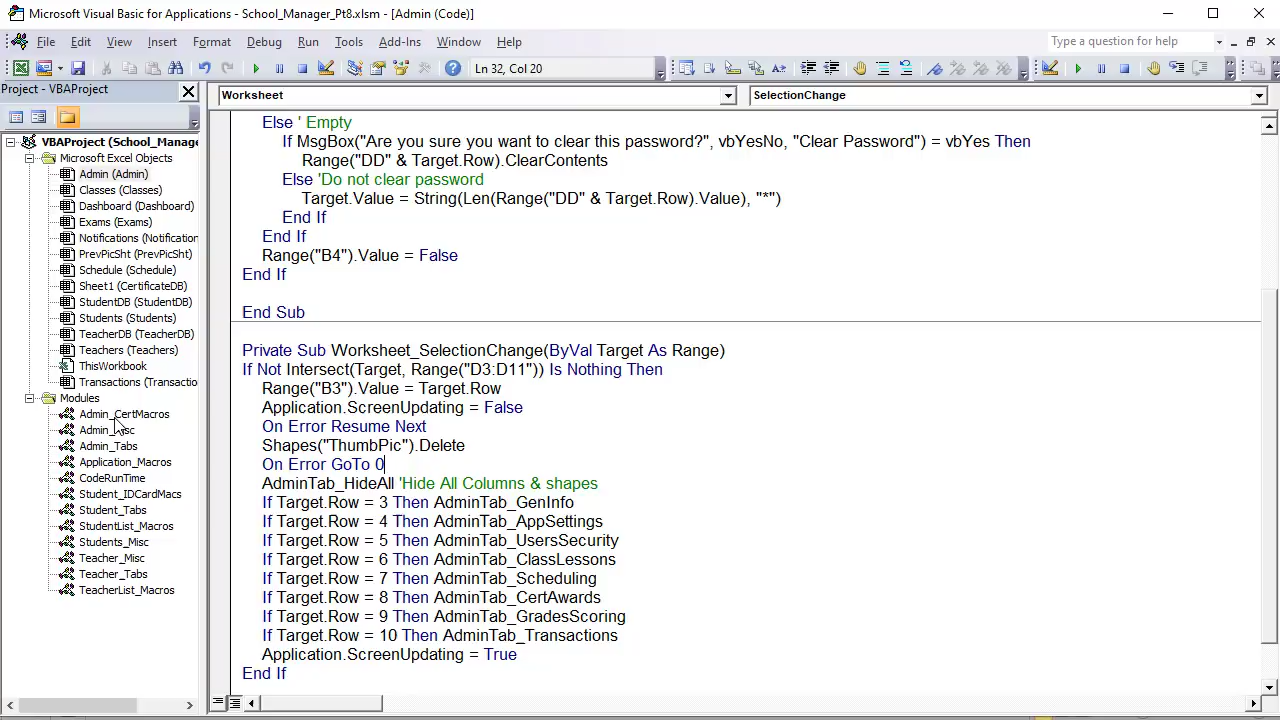 Microsoft Visual Basic for Applications - School_Manager_Pt8.xlsm - [Admin (Code)]
File Edit View Insert Format Debug Run Tools Add-Ins Window Help
Type a question for help
Ln 32, Col 20
Project - VBAProject
Worksheet
SelectionChange
VBAProject (School_Manage
Microsoft Excel Objects
Admin (Admin)
Classes (Classes)
Dashboard (Dashboard)
Exams (Exams)
Notifications (Notification
PrevPicSht (PrevPicSht)
Schedule (Schedule)
Sheet1 (CertificateDB)
StudentDB (StudentDB)
Students (Students)
TeacherDB (TeacherDB)
Teachers (Teachers)
ThisWorkbook
Transactions (Transactio
Modules
Admin_CertMacros
Admin_Misc
Admin_Tabs
Application_Macros
CodeRunTime
Student_IDCardMacs
Student_Tabs
StudentList_Macros
Students_Misc
Teacher_Misc
Teacher_Tabs
TeacherList_Macros
Else ' Empty
If MsgBox("Are you sure you want to clear this password?", vbYesNo, "Clear Password") = vbYes Then
Range("DD" & Target.Row).ClearContents
Else 'Do not clear password
Target.Value = String(Len(Range("DD" & Target.Row).Value), "*")
End If
End If
Range("B4").Value = False
End If
End Sub
Private Sub Worksheet_SelectionChange(ByVal Target As Range)
If Not Intersect(Target, Range("D3:D11")) Is Nothing Then
Range("B3").Value = Target.Row
Application.ScreenUpdating = False
On Error Resume Next
Shapes("ThumbPic").Delete
On Error GoTo 0
AdminTab_HideAll 'Hide All Columns & shapes
If Target.Row = 3 Then AdminTab_GenInfo
If Target.Row = 4 Then AdminTab_AppSettings
If Target.Row = 5 Then AdminTab_UsersSecurity
If Target.Row = 6 Then AdminTab_ClassLessons
If Target.Row = 7 Then AdminTab_Scheduling
If Target.Row = 8 Then AdminTab_CertAwards
If Target.Row = 9 Then AdminTab_GradesScoring
If Target.Row = 10 Then AdminTab_Transactions
Application.ScreenUpdating = True
End If